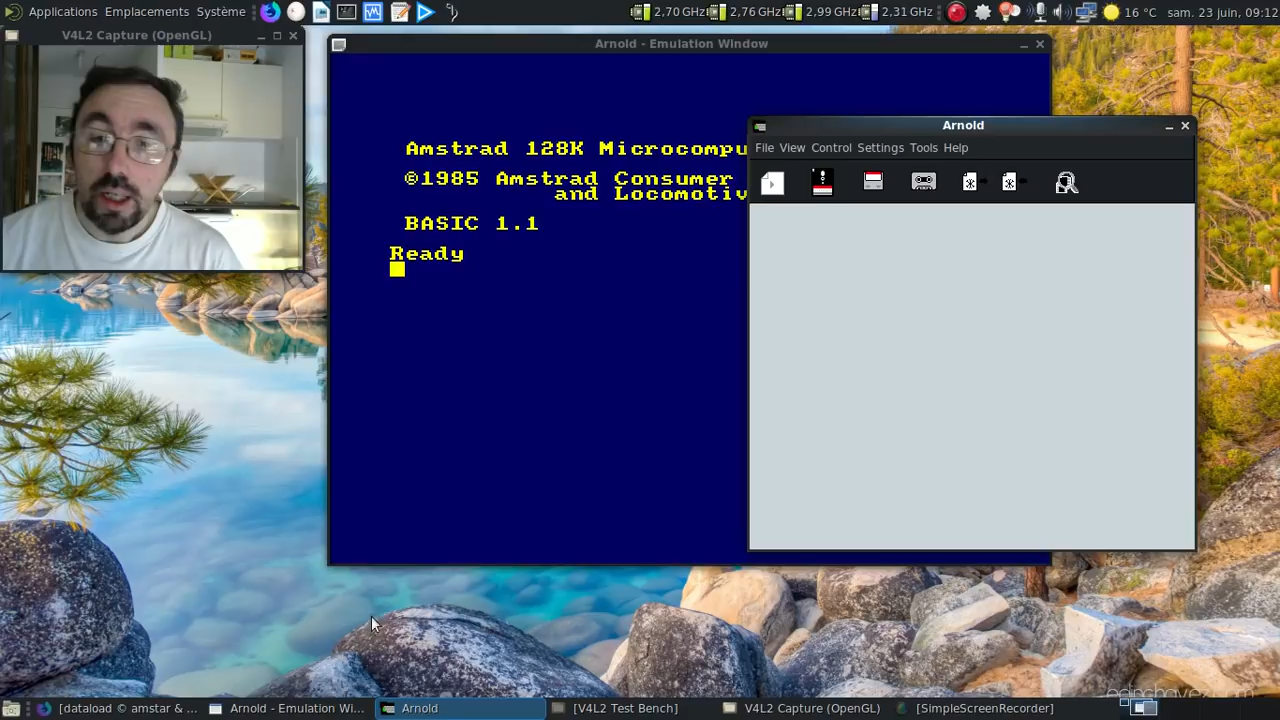 Applications Emplacements Système
2,70 GHz 2,76 GHz 2,99 GHz 2,31 GHz
16 °C sam. 23 juin, 09:12
V4L2 Capture (OpenGL)
Arnold - Emulation Window
Amstrad 128K Microcompu
©1985 Amstrad Consumer
and Locomotiv
BASIC 1.1
Ready
Arnold
File View Control Settings Tools Help
[dataload © amstar & ...
Arnold - Emulation Wi...
Arnold
[V4L2 Test Bench]
V4L2 Capture (OpenGL)
[SimpleScreenRecorder]